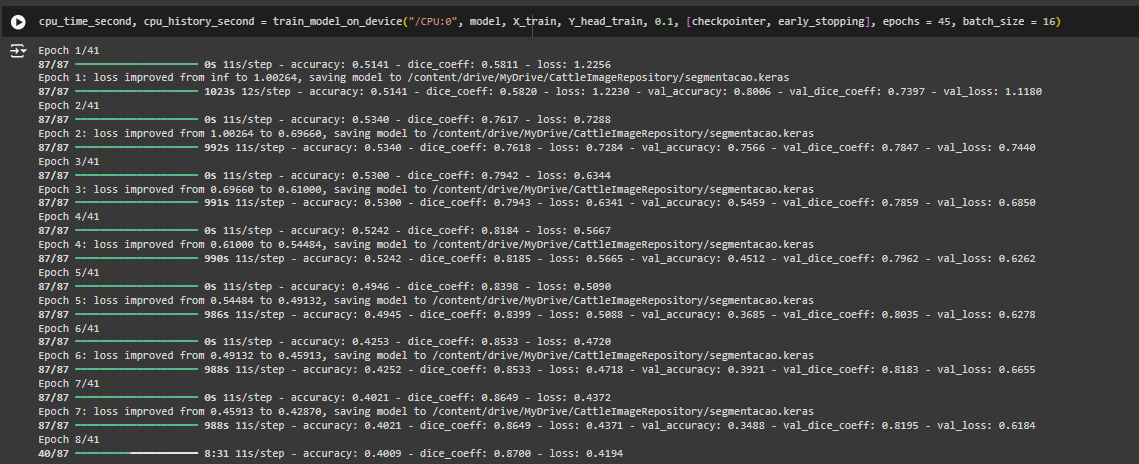 cpu_time_second, cpu_history_second = train_model_on_device("/CPU:0", model, X_train, Y_head_train, 0.1, [checkpointer, early_stopping], epochs = 45, batch_size = 16)
Epoch 1/41
87/87 0s 11s/step - accuracy: 0.5141 - dice_coeff: 0.5811 - loss: 1.2256
Epoch 1: loss improved from inf to 1.00264, saving model to /content/drive/MyDrive/CattleImageRepository/segmentacao.keras
87/87 1023s 12s/step - accuracy: 0.5141 - dice_coeff: 0.5820 - loss: 1.2230 - val_accuracy: 0.8006 - val_dice_coeff: 0.7397 - val_loss: 1.1180
Epoch 2/41
87/87 0s 11s/step - accuracy: 0.5340 - dice_coeff: 0.7617 - loss: 0.7288
Epoch 2: loss improved from 1.00264 to 0.69660, saving model to /content/drive/MyDrive/CattleImageRepository/segmentacao.keras
87/87 992s 11s/step - accuracy: 0.5340 - dice_coeff: 0.7618 - loss: 0.7284 - val_accuracy: 0.7566 - val_dice_coeff: 0.7847 - val_loss: 0.7440
Epoch 3/41
87/87 0s 11s/step - accuracy: 0.5300 - dice_coeff: 0.7942 - loss: 0.6344
Epoch 3: loss improved from 0.69660 to 0.61000, saving model to /content/drive/MyDrive/CattleImageRepository/segmentacao.keras
87/87 991s 11s/step - accuracy: 0.5300 - dice_coeff: 0.7943 - loss: 0.6341 - val_accuracy: 0.5459 - val_dice_coeff: 0.7859 - val_loss: 0.6850
Epoch 4/41
87/87 0s 11s/step - accuracy: 0.5242 - dice_coeff: 0.8184 - loss: 0.5667
Epoch 4: loss improved from 0.61000 to 0.54484, saving model to /content/drive/MyDrive/CattleImageRepository/segmentacao.keras
87/87 990s 11s/step - accuracy: 0.5242 - dice_coeff: 0.8185 - loss: 0.5665 - val_accuracy: 0.4512 - val_dice_coeff: 0.7962 - val_loss: 0.6262
Epoch 5/41
87/87 0s 11s/step - accuracy: 0.4946 - dice_coeff: 0.8398 - loss: 0.5090
Epoch 5: loss improved from 0.54484 to 0.49132, saving model to /content/drive/MyDrive/CattleImageRepository/segmentacao.keras
87/87 986s 11s/step - accuracy: 0.4945 - dice_coeff: 0.8399 - loss: 0.5088 - val_accuracy: 0.3685 - val_dice_coeff: 0.8035 - val_loss: 0.6278
Epoch 6/41
87/87 0s 11s/step - accuracy: 0.4253 - dice_coeff: 0.8533 - loss: 0.4720
Epoch 6: loss improved from 0.49132 to 0.45913, saving model to /content/drive/MyDrive/CattleImageRepository/segmentacao.keras
87/87 988s 11s/step - accuracy: 0.4252 - dice_coeff: 0.8533 - loss: 0.4718 - val_accuracy: 0.3921 - val_dice_coeff: 0.8183 - val_loss: 0.6655
Epoch 7/41
87/87 0s 11s/step - accuracy: 0.4021 - dice_coeff: 0.8649 - loss: 0.4372
Epoch 7: loss improved from 0.45913 to 0.42870, saving model to /content/drive/MyDrive/CattleImageRepository/segmentacao.keras
87/87 988s 11s/step - accuracy: 0.4021 - dice_coeff: 0.8649 - loss: 0.4371 - val_accuracy: 0.3488 - val_dice_coeff: 0.8195 - val_loss: 0.6184
Epoch 8/41
40/87 8:31 11s/step - accuracy: 0.4009 - dice_coeff: 0.8700 - loss: 0.4194